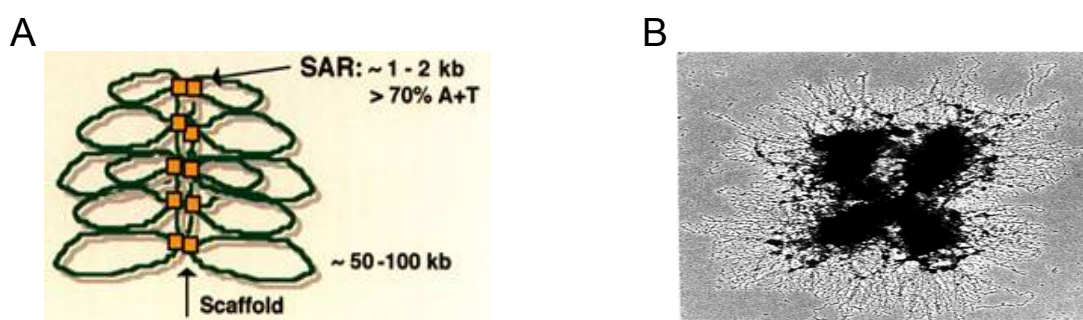 A
B
SAR: ~ 1 - 2 kb
> 70% A+T
~ 50-100 kb
Scaffold